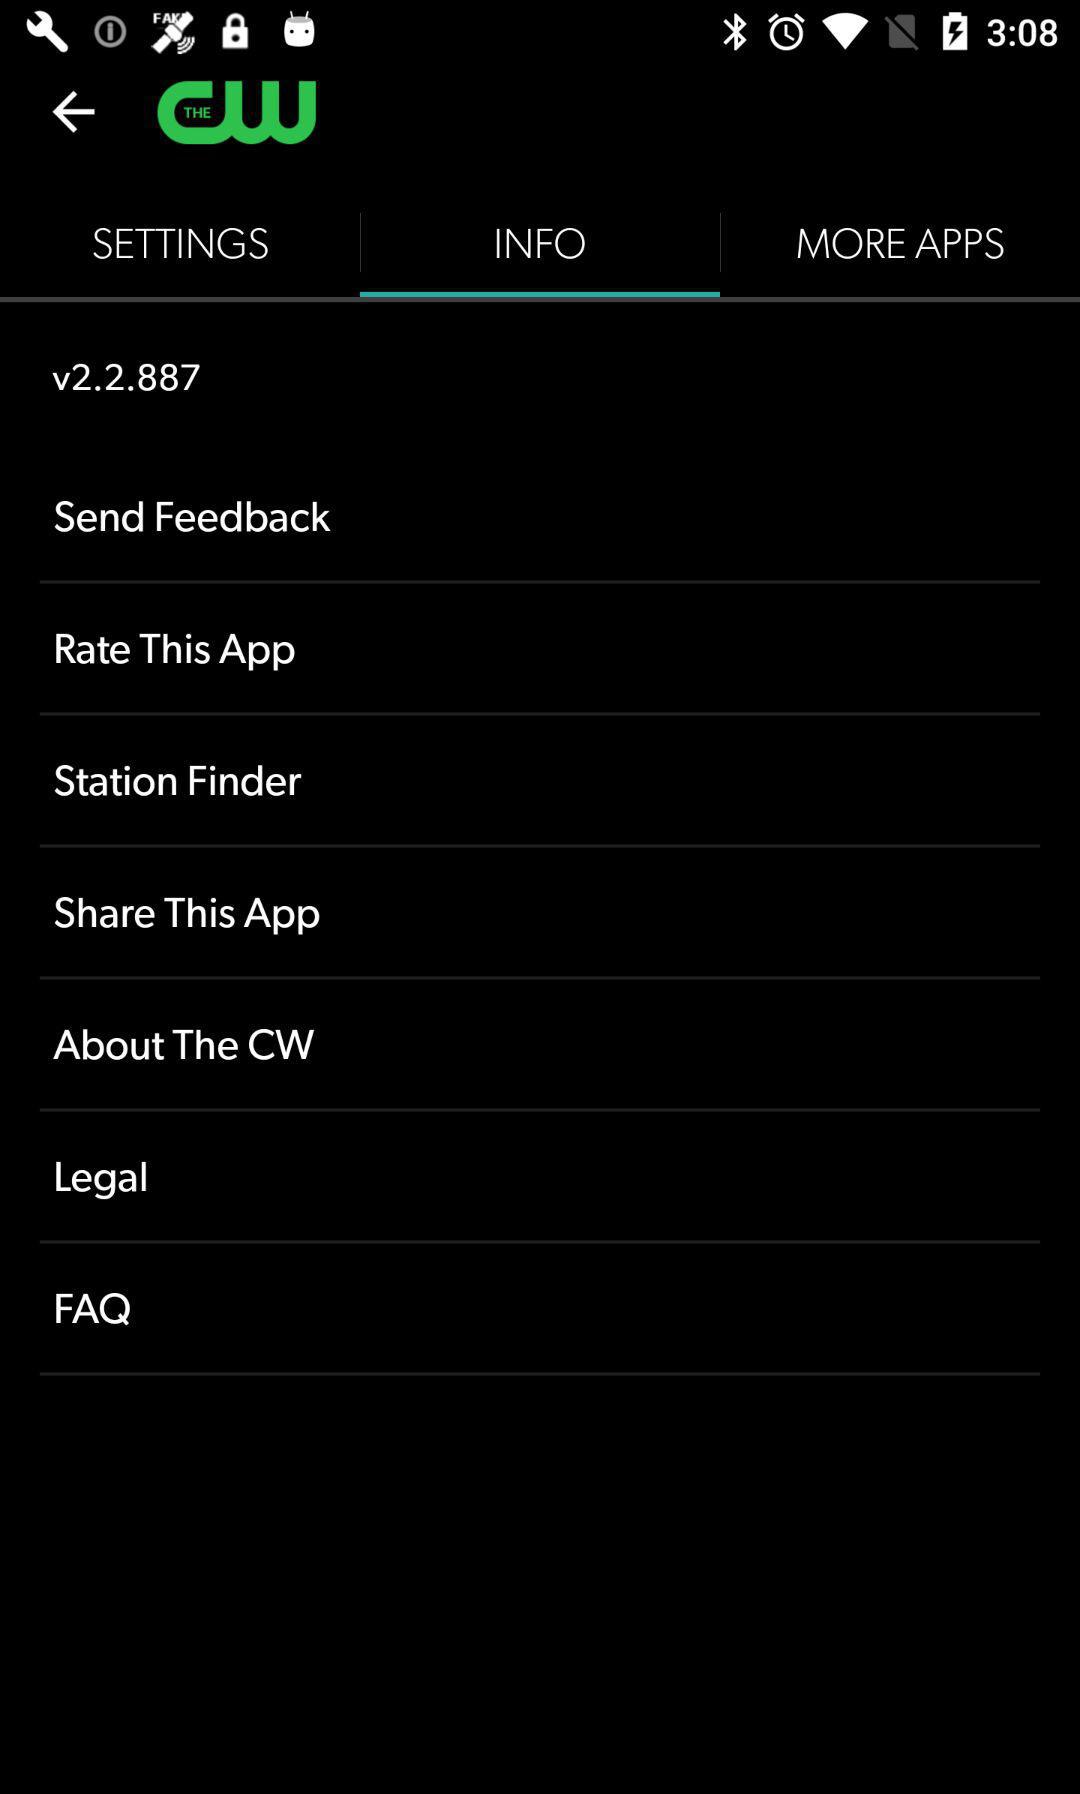 FAKE
3:08
THE CW
SETTINGS
INFO
MORE APPS
v2.2.887
Send Feedback
Rate This App
Station Finder
Share This App
About The CW
Legal
FAQ